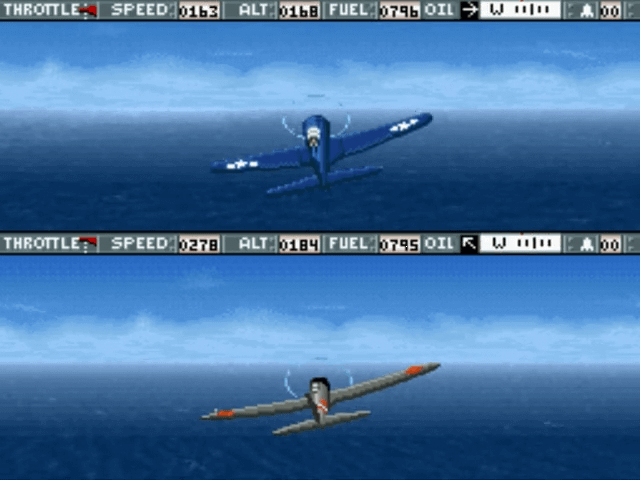 THROTTLE SPEED 0163 ALT 0168 FUEL 0796 OIL W 00
THROTTLE SPEED 0278 ALT 0184 FUEL 0795 OIL W 00